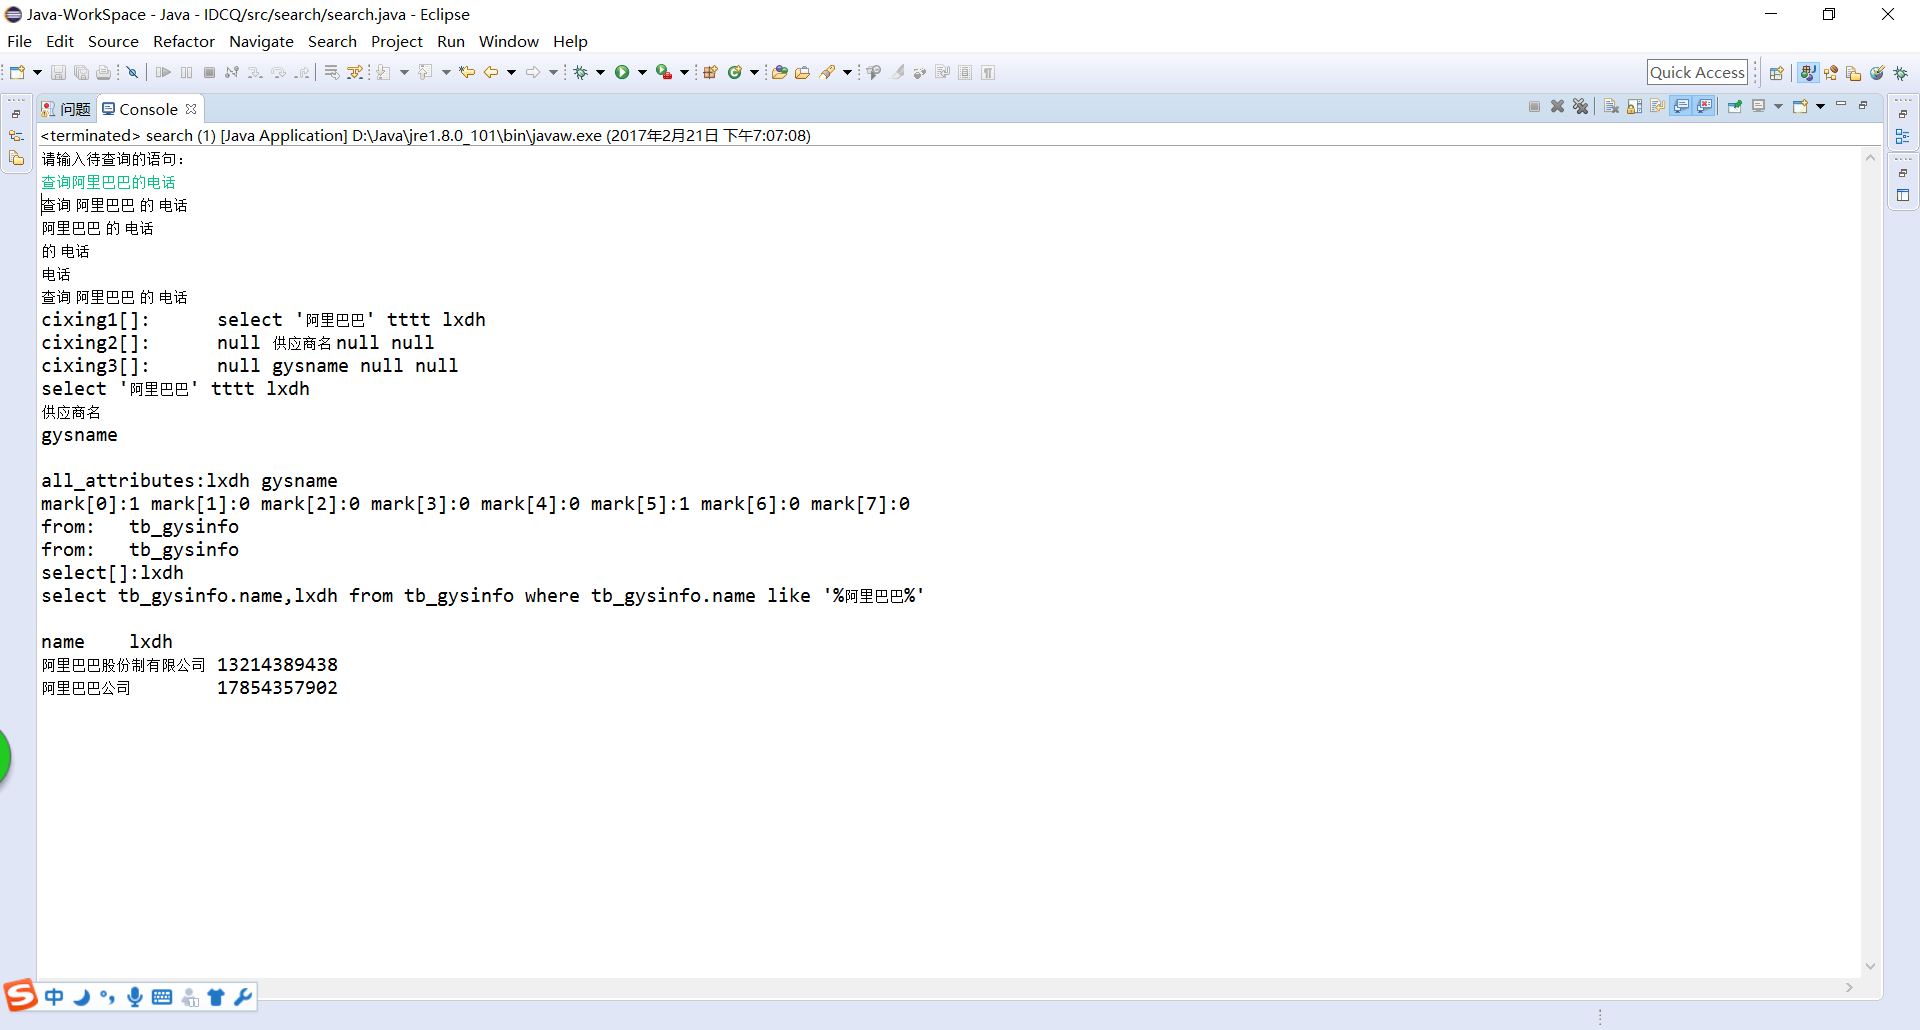 Java-WorkSpace - Java - IDCQ/src/search/search.java - Eclipse
File Edit Source Refactor Navigate Search Project Run Window Help
Quick Access
问题 Console
<terminated> search (1) [Java Application] D:\Java\jre1.8.0_101\bin\javaw.exe (2017年2月21日 下午7:07:08)
请输入待查询的语句：
查询阿里巴巴的电话
查询 阿里巴巴 的 电话
阿里巴巴 的 电话
的 电话
电话
查询 阿里巴巴 的 电话
cixing1[]: select '阿里巴巴' tttt lxdh
cixing2[]: null 供应商名 null null
cixing3[]: null gysname null null
select '阿里巴巴' tttt lxdh
供应商名
gysname
all_attributes:lxdh gysname
mark[0]:1 mark[1]:0 mark[2]:0 mark[3]:0 mark[4]:0 mark[5]:1 mark[6]:0 mark[7]:0
from: tb_gysinfo
from: tb_gysinfo
select[]:lxdh
select tb_gysinfo.name,lxdh from tb_gysinfo where tb_gysinfo.name like '%阿里巴巴%'
name lxdh
阿里巴巴股份制有限公司 13214389438
阿里巴巴公司 17854357902
中